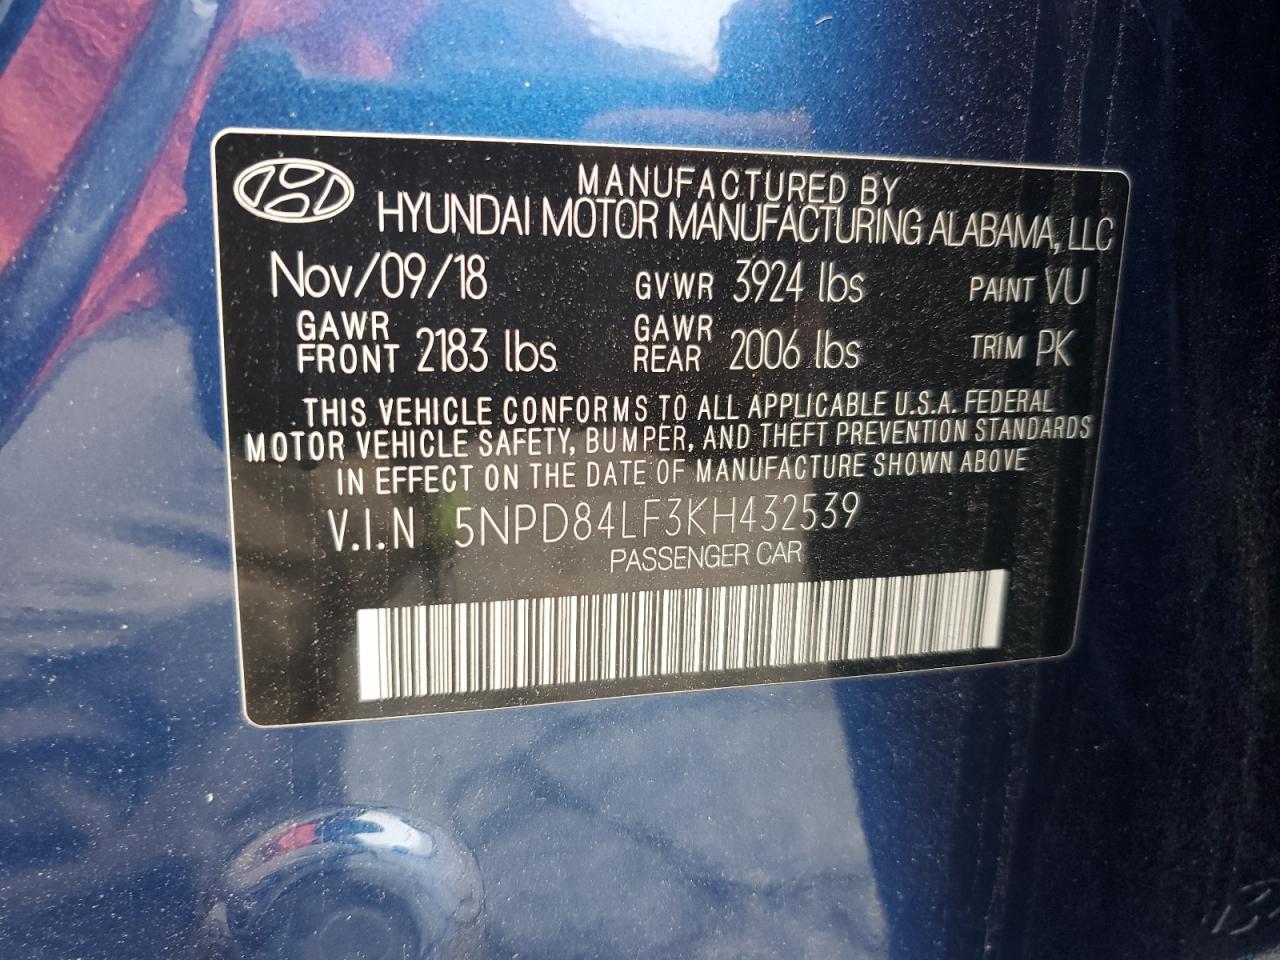 MANUFACTURED BY
HYUNDAI MOTOR MANUFACTURING ALABAMA, LLC
Nov/09/18 GVWR 3924 lbs PAINT VU
GAWR FRONT 2183 lbs GAWR REAR 2006 lbs TRIM PK
THIS VEHICLE CONFORMS TO ALL APPLICABLE U.S.A. FEDERAL
MOTOR VEHICLE SAFETY, BUMPER, AND THEFT PREVENTION STANDARDS
IN EFFECT ON THE DATE OF MANUFACTURE SHOWN ABOVE
V.I.N 5NPD84LF3KH432539
PASSENGER CAR